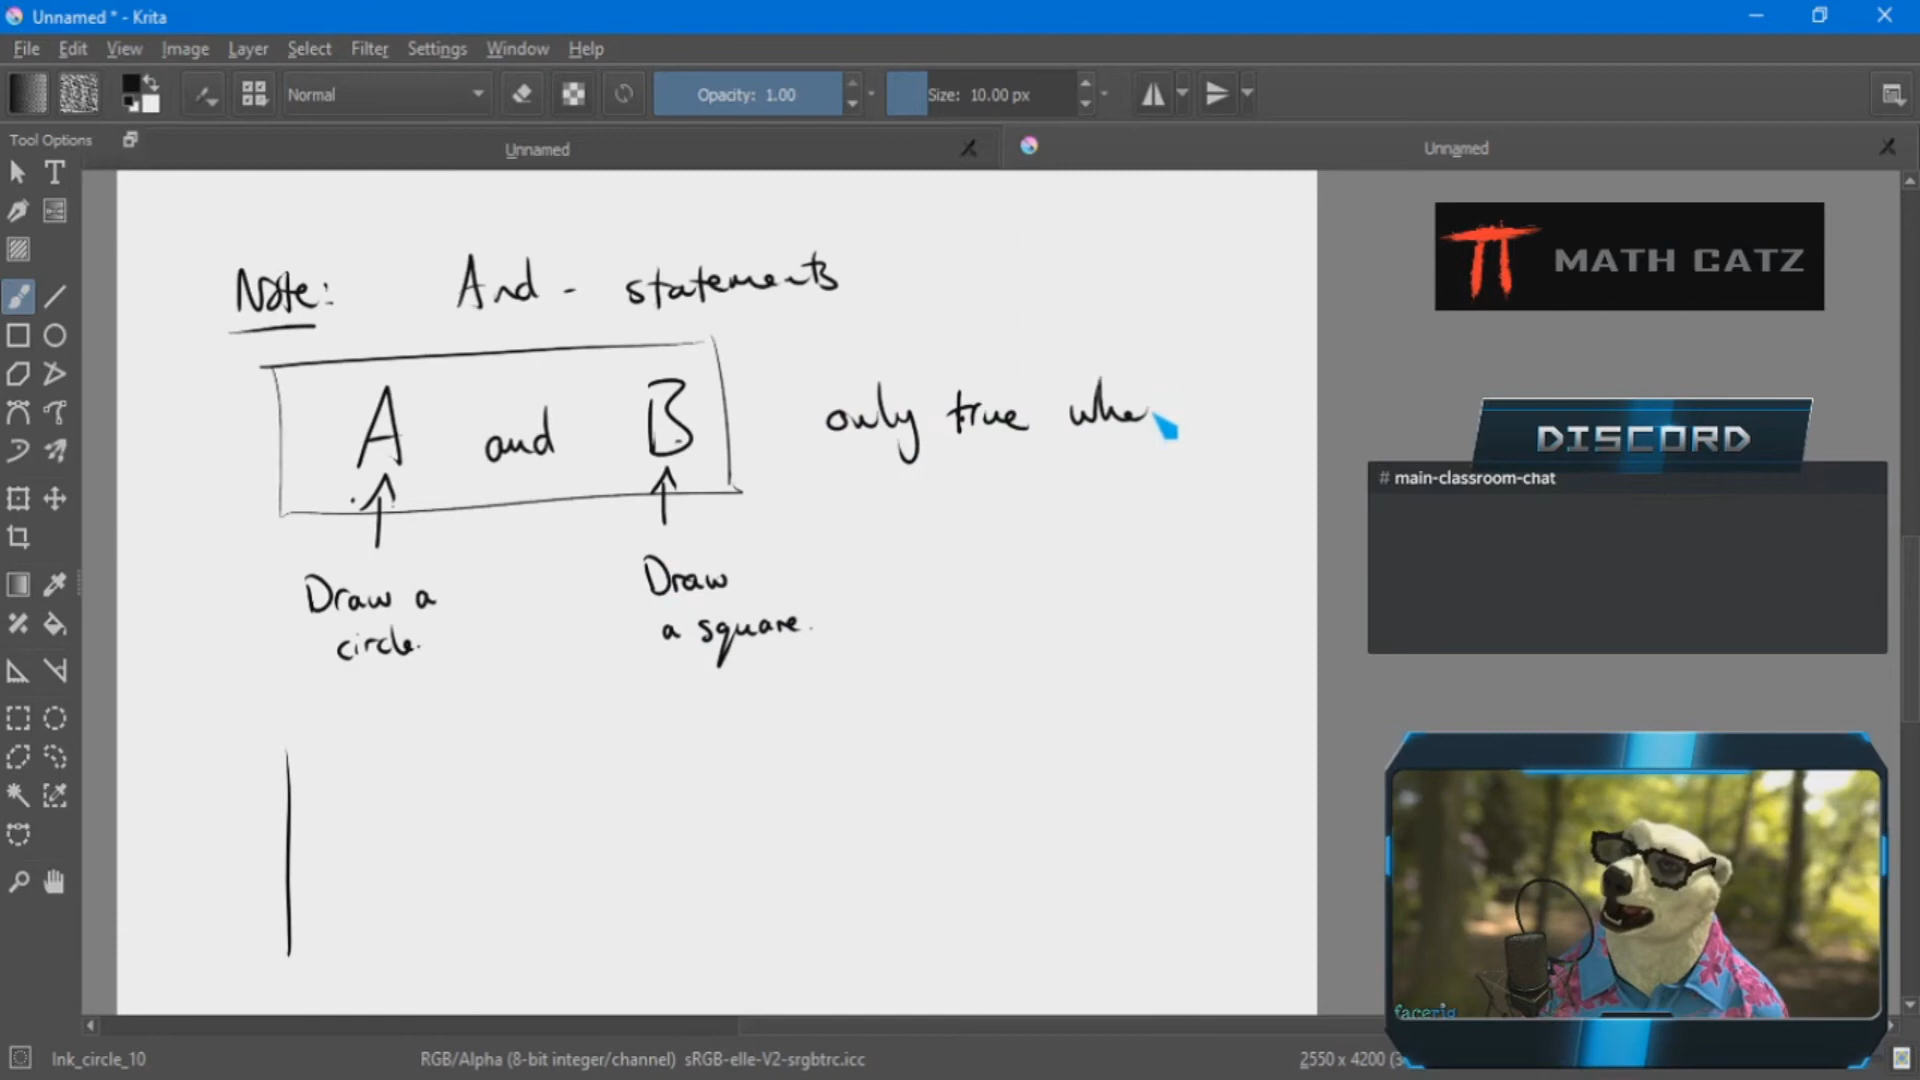 Unnamed * - Krita
File Edit View Image Layer Select Filter Settings Window Help
Normal
Opacity: 1.00
Size: 10.00 px
Tool Options
Unnamed
Unnamed
Note: And - statements
A and B only true whe
Draw a
circle.
Draw
a square.
MATH CATZ
DISCORD
# main-classroom-chat
facerig
Ink_circle_10
RGB/Alpha (8-bit integer/channel) sRGB-elle-V2-srgbtrc.icc
2550 x 4200 (3